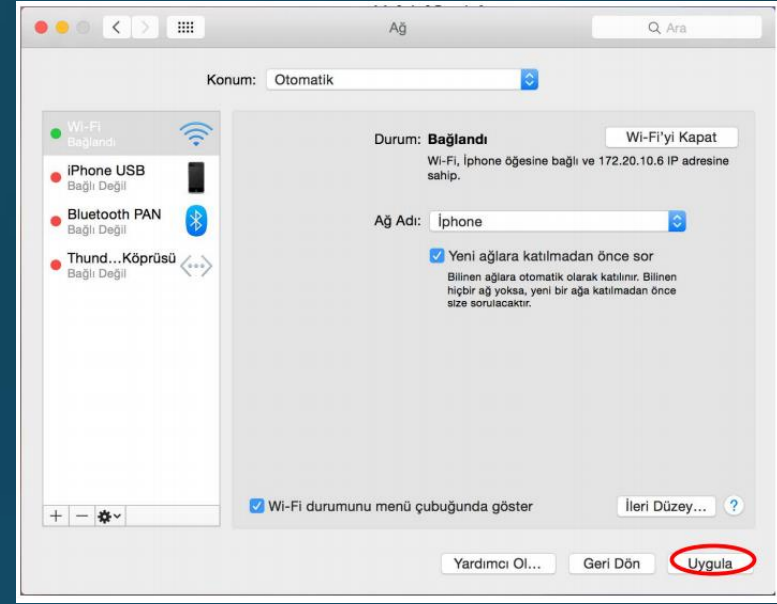 Ağ
Ara
Konum: Otomatik
Wi-Fi
Bağlandı
iPhone USB
Bağlı Değil
Bluetooth PAN
Bağlı Değil
Thund...Köprüsü
Bağlı Değil
Durum: Bağlandı
Wi-Fi'yi Kapat
Wi-Fi, İphone öğesine bağlı ve 172.20.10.6 IP adresine
sahip.
Ağ Adı: İphone
Yeni ağlara katılmadan önce sor
Bilinen ağlara otomatik olarak katılınır. Bilinen
hiçbir ağ yoksa, yeni bir ağa katılmadan önce
size sorulacaktır.
Wi-Fi durumunu menü çubuğunda göster
İleri Düzey... ?
Yardımcı Ol... Geri Dön Uygula